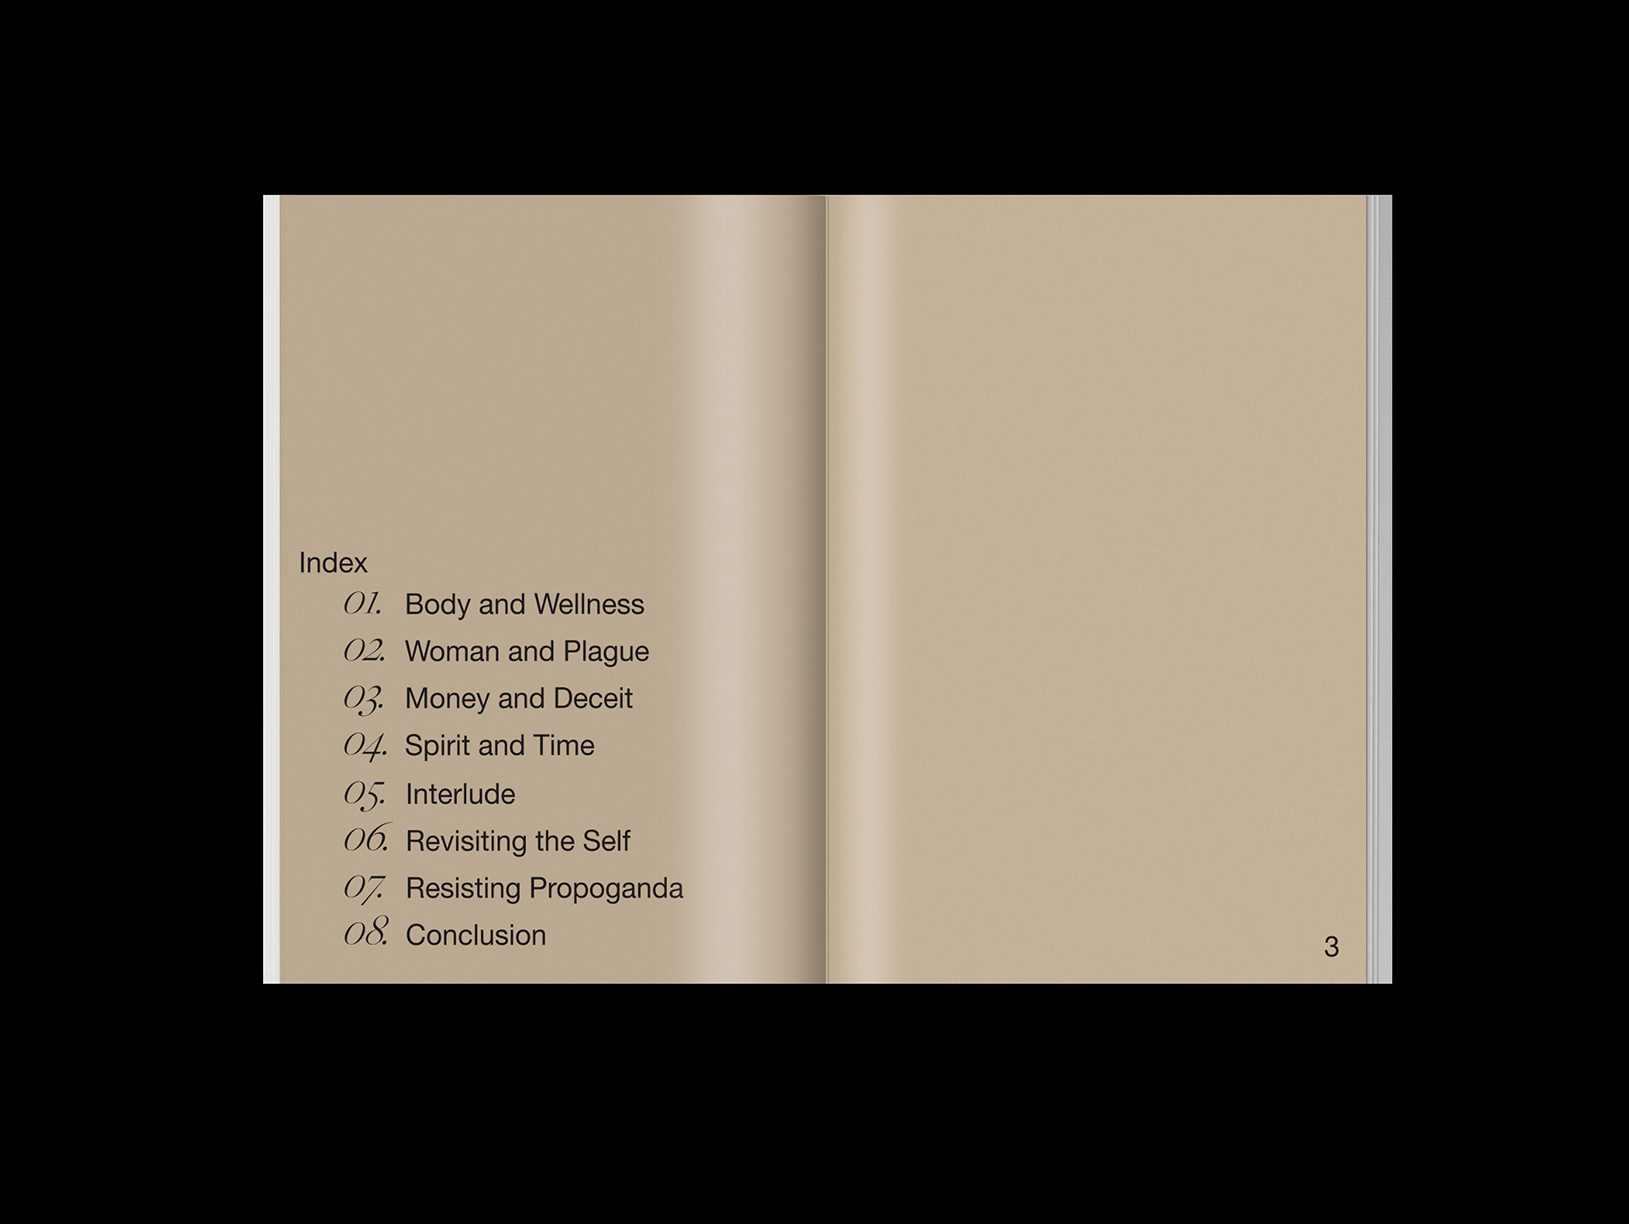 Index
01. Body and Wellness
02. Woman and Plague
03. Money and Deceit
04. Spirit and Time
05. Interlude
06. Revisiting the Self
07. Resisting Propoganda
08. Conclusion
3